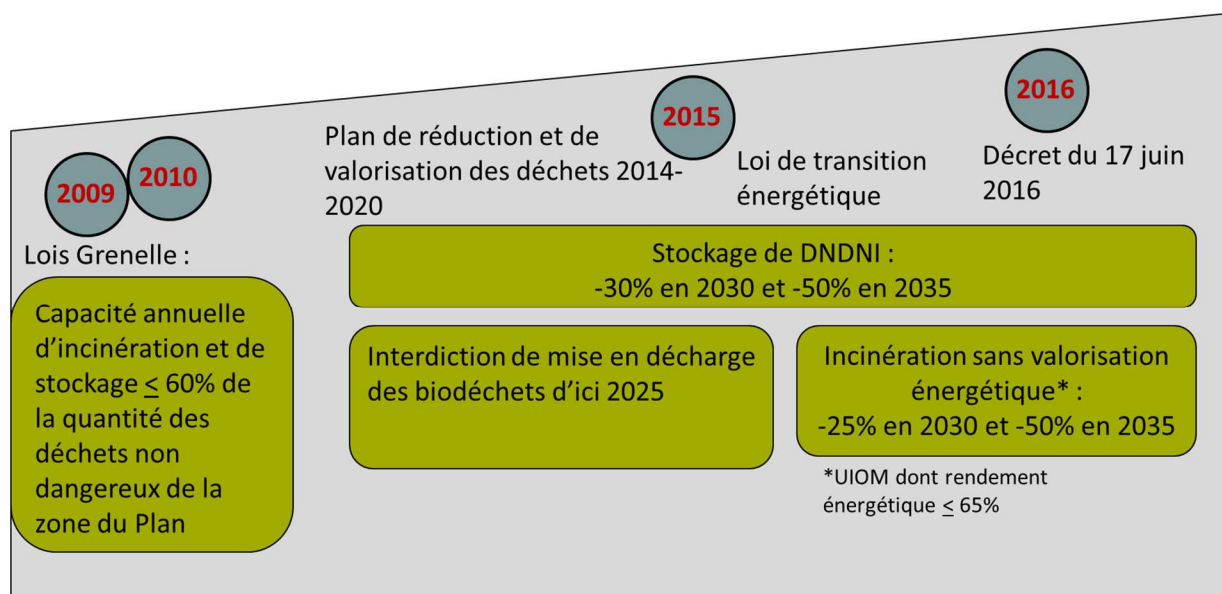 2009
2010
Lois Grenelle :
Capacité annuelle
d’incinération et de
stockage ≤ 60% de
la quantité des
déchets non
dangereux de la
zone du Plan
Plan de réduction et de
valorisation des déchets 2014-
2020
2015
Loi de transition
énergétique
2016
Décret du 17 juin
2016
Stockage de DNDNI :
-30% en 2030 et -50% en 2035
Interdiction de mise en décharge
des biodéchets d’ici 2025
Incinération sans valorisation
énergétique* :
-25% en 2030 et -50% en 2035
*UIOM dont rendement
énergétique ≤ 65%